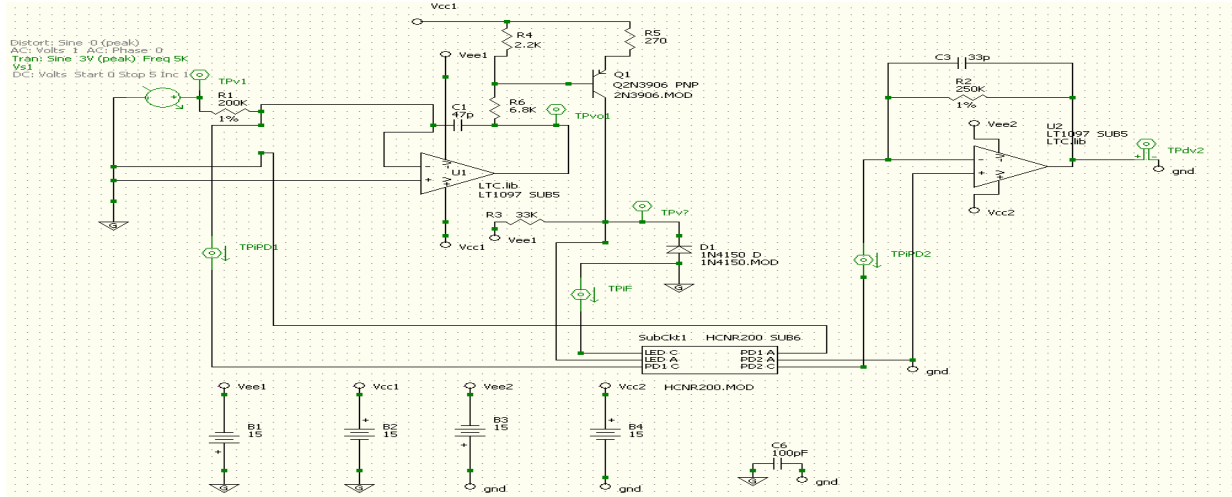 Vcc1
Distort: Sine 0 (peak)
AC: Volts 1 AC: Phase 0
Tran: Sine 3V (peak) Freq 5K
Vs1
DC: Volts Start 0 Stop 5 Inc 1
TPv1
R1
200K
1%
R4
2.2K
R5
270
Vee1
Q1
Q2N3906 PNP
2N3906.MOD
C1
47p
R6
6.8K
TPvo1
U1
LTC.lib
LT1097 SUB5
Vcc1
C3 33p
R2
250K
1%
Vee2
U2
LT1097 SUB5
LTC.lib
TPdv2
gnd
Vcc2
R3 33K
Vee1
TPv?
D1
1N4150 D
1N4150.MOD
G
G
TPiPD1
TPiPD2
TPiF
SubCkt1 HCNR200 SUB6
LED C PD1 A
LED A PD2 A
PD1 C PD2 C
HCNR200.MOD
gnd
Vee1
Vcc1
Vee2
Vcc2
B1
15
B2
15
B3
15
B4
15
C6
100pF
G
G
gnd
gnd
G
gnd